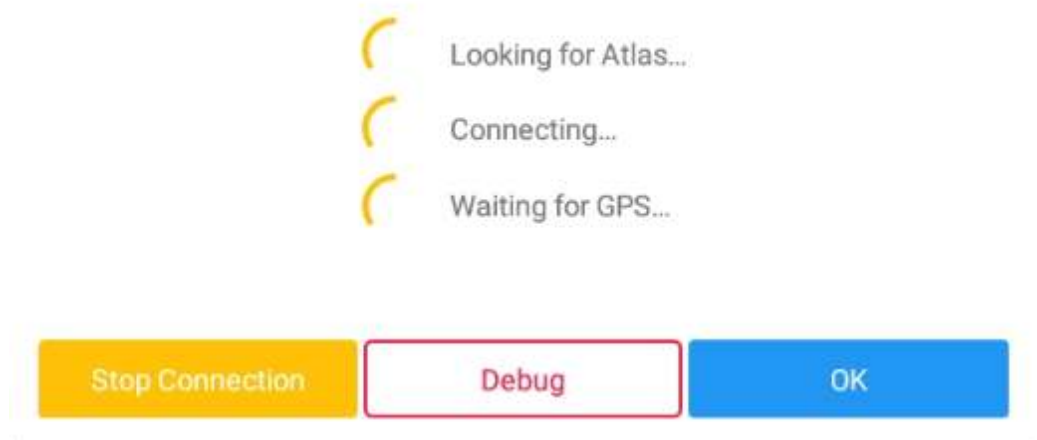 Looking for Atlas...
Connecting...
Waiting for GPS...
Stop Connection Debug OK